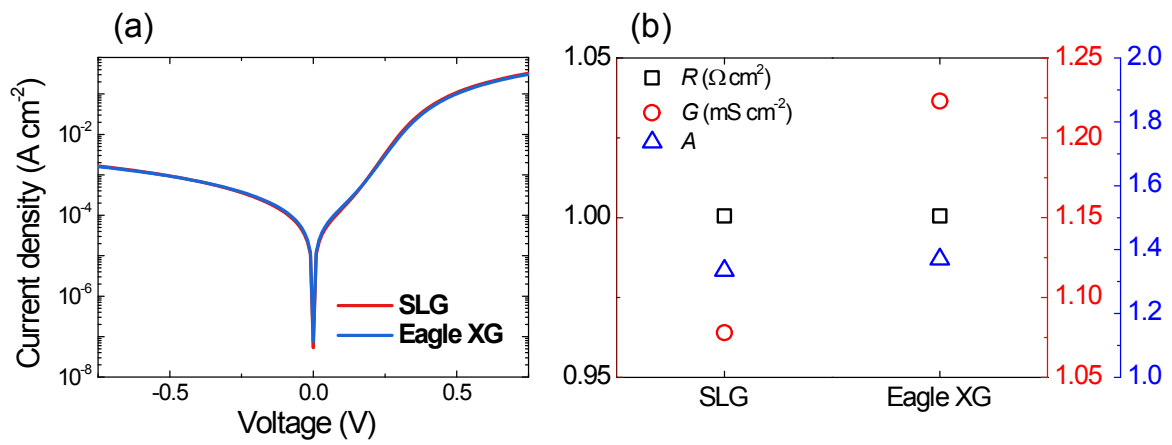 (a)
Current density (A cm-2)
10-2
10-4
10-6
10-8
SLG
Eagle XG
-0.5
0.0
0.5
Voltage (V)
(b)
R (Ω cm2)
G (mS cm-2)
A
1.05
1.00
0.95
SLG
Eagle XG
1.25
1.20
1.15
1.10
1.05
2.0
1.8
1.6
1.4
1.2
1.0